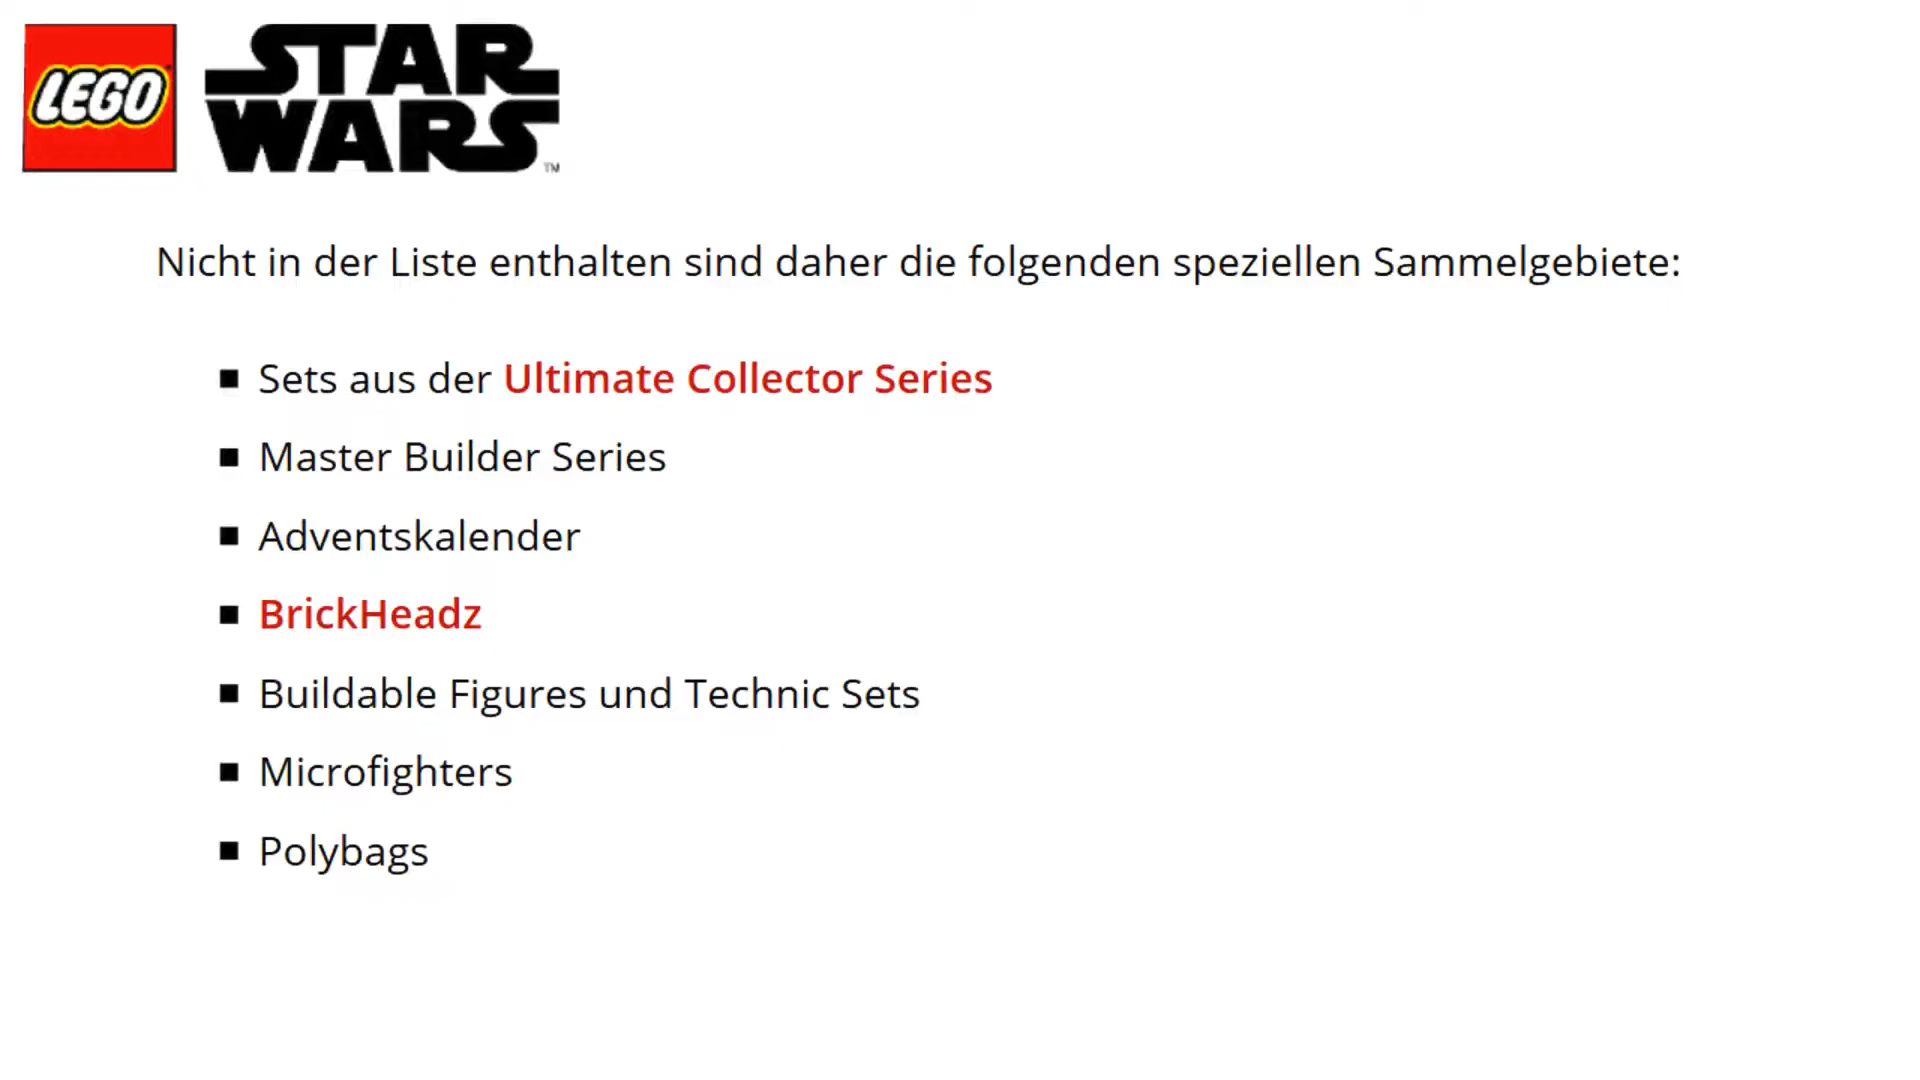 LEGO
STAR
WARS
TM
Nicht in der Liste enthalten sind daher die folgenden speziellen Sammelgebiete:
Sets aus der Ultimate Collector Series
Master Builder Series
Adventskalender
BrickHeadz
Buildable Figures und Technic Sets
Microfighters
Polybags